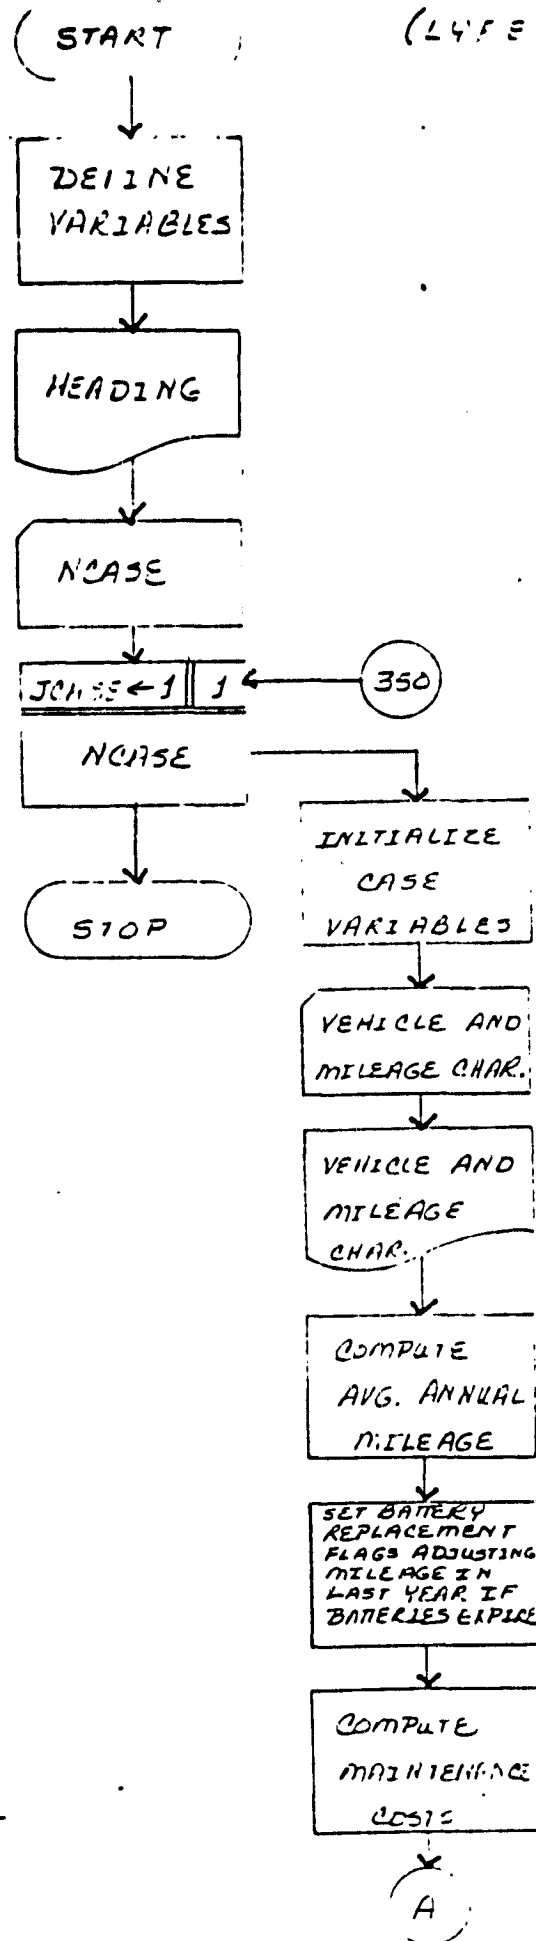 START
DEFINE
VARIABLES
HEADING
NCASE
JCASE ← 1 1
350
NCASE
STOP
INITIALIZE
CASE
VARIABLES
VEHICLE AND
MILEAGE CHAR.
VEHICLE AND
MILEAGE
CHAR.
COMPUTE
AVG. ANNUAL
MILEAGE
SET BATTERY
REPLACEMENT
FLAGS ADJUSTING
MILEAGE IN
LAST YEAR IF
BATTERIES EXPIRE
COMPUTE
MAINTENANCE
COSTS
A